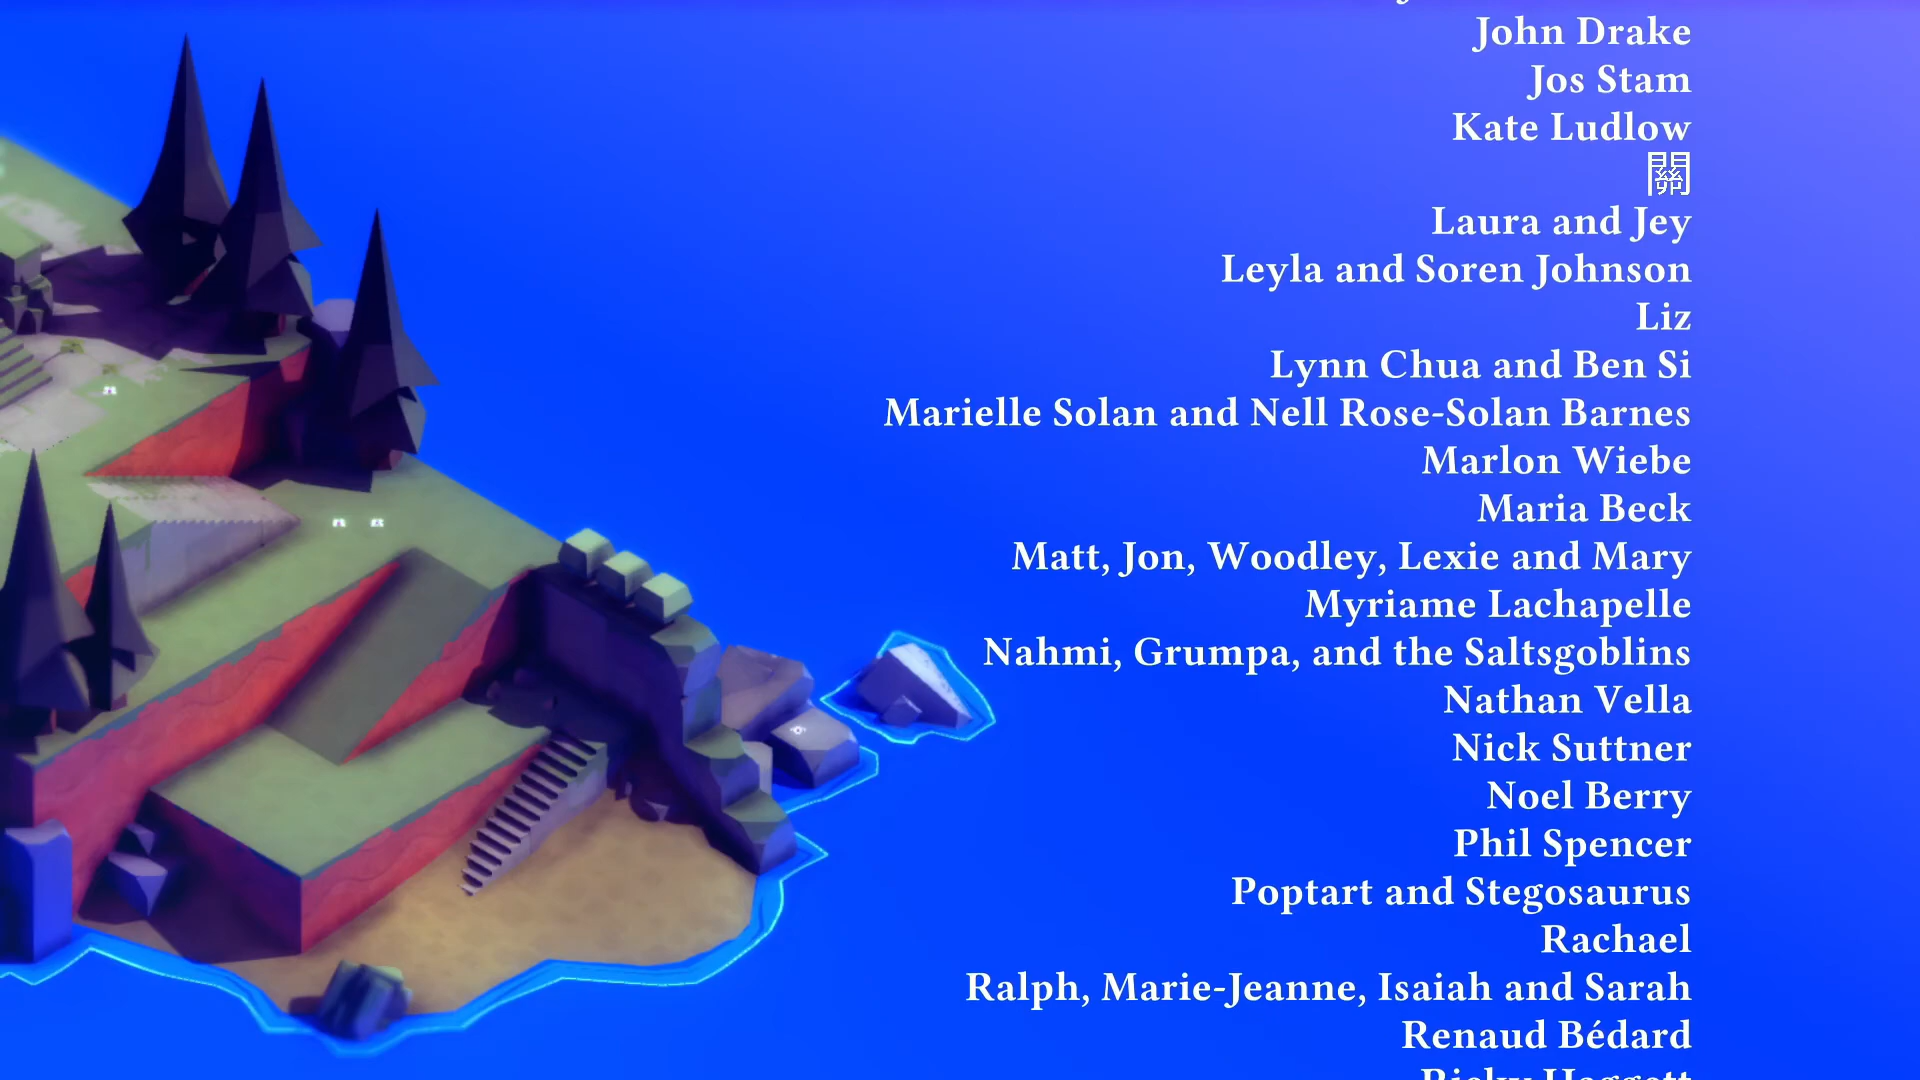 John Drake
Jos Stam
Kate Ludlow
關
Laura and Jey
Leyla and Soren Johnson
Liz
Lynn Chua and Ben Si
Marielle Solan and Nell Rose-Solan Barnes
Marlon Wiebe
Maria Beck
Matt, Jon, Woodley, Lexie and Mary
Myriame Lachapelle
Nahmi, Grumpa, and the Saltsgoblins
Nathan Vella
Nick Suttner
Noel Berry
Phil Spencer
Poptart and Stegosaurus
Rachael
Ralph, Marie-Jeanne, Isaiah and Sarah
Renaud Bédard